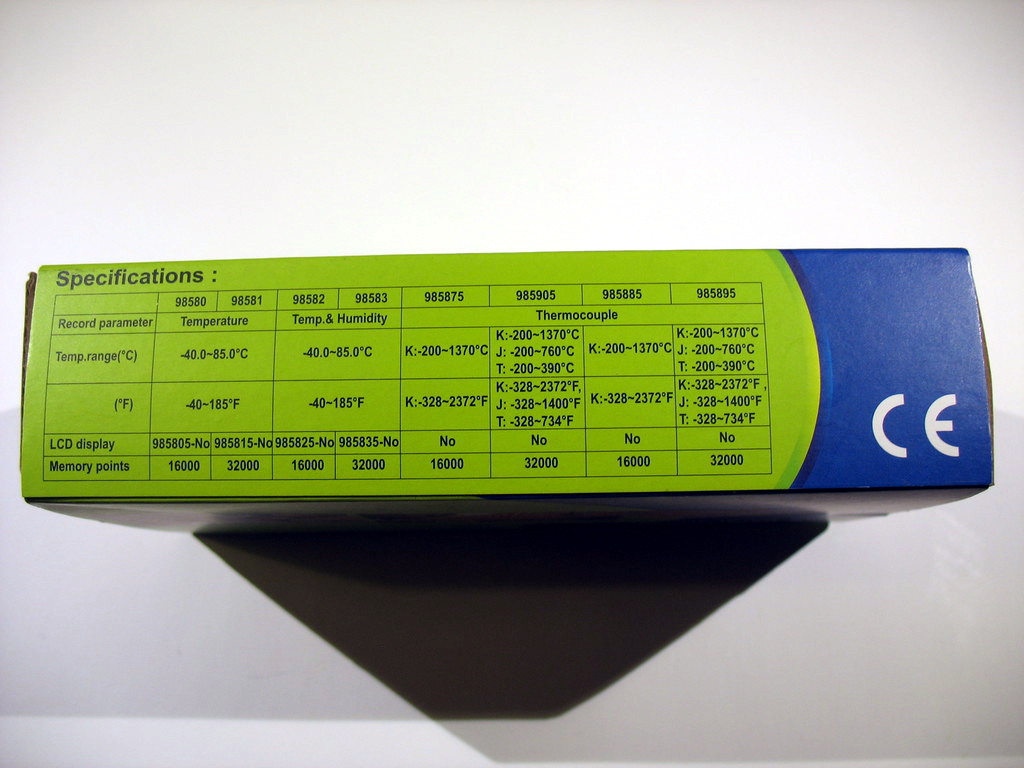 Specifications :
98580 98581 98582 98583 985875 985905 985885 985895
Record parameter Temperature Temp.& Humidity Thermocouple
Temp.range(°C) -40.0~85.0°C -40.0~85.0°C K:-200~1370°C K:-200~1370°C K:-200~1370°C K:-200~1370°C
J: -200~760°C J: -200~760°C
T: -200~390°C T: -200~390°C
(°F) -40~185°F -40~185°F K:-328~2372°F K:-328~2372°F, K:-328~2372°F K:-328~2372°F ,
J: -328~1400°F J: -328~1400°F
T: -328~734°F T: -328~734°F
LCD display 985805-No 985815-No 985825-No 985835-No No No No No
Memory points 16000 32000 16000 32000 16000 32000 16000 32000
CE